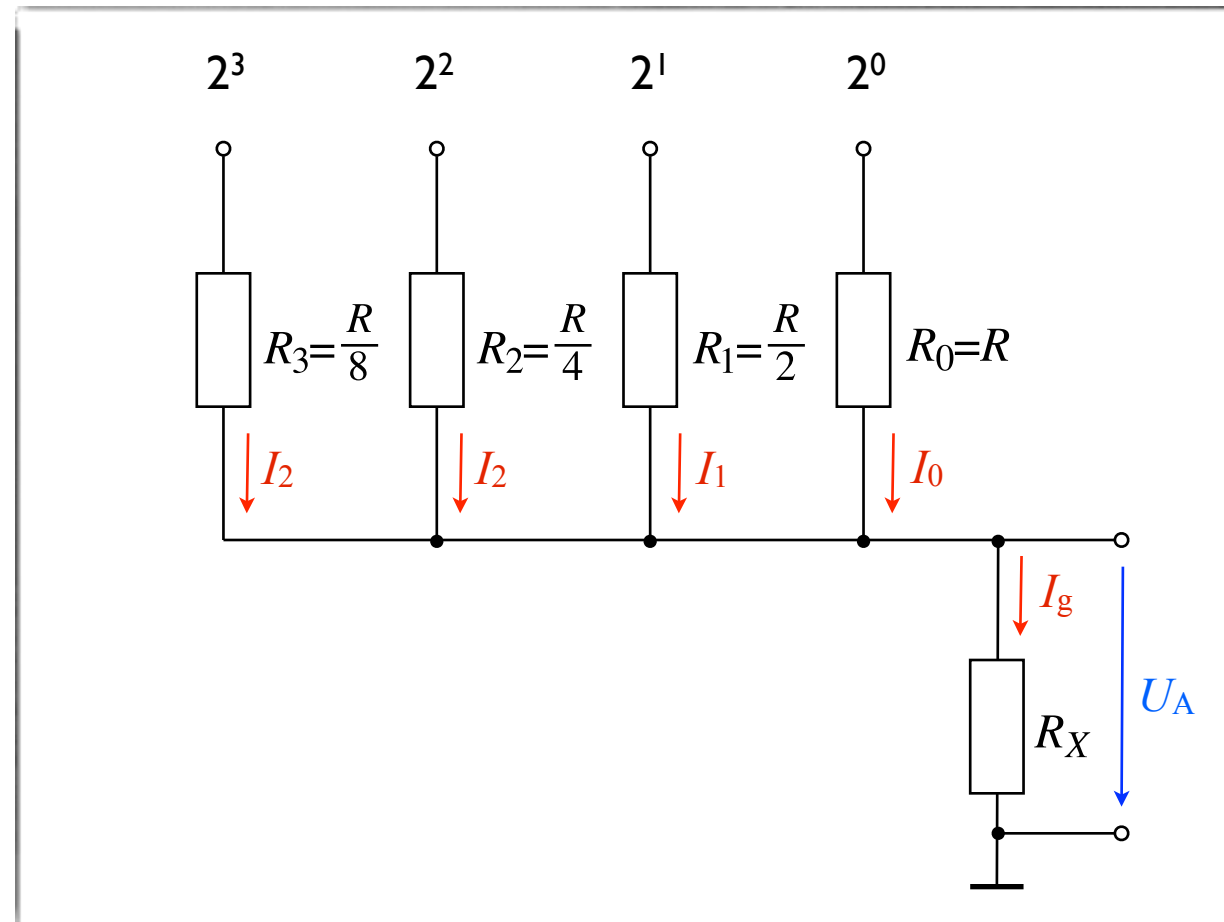 2³ 2² 2¹ 2⁰
R₃=R/8 R₂=R/4 R₁=R/2 R₀=R
I₂ I₂ I₁ I₀
I_g
U_A
R_X